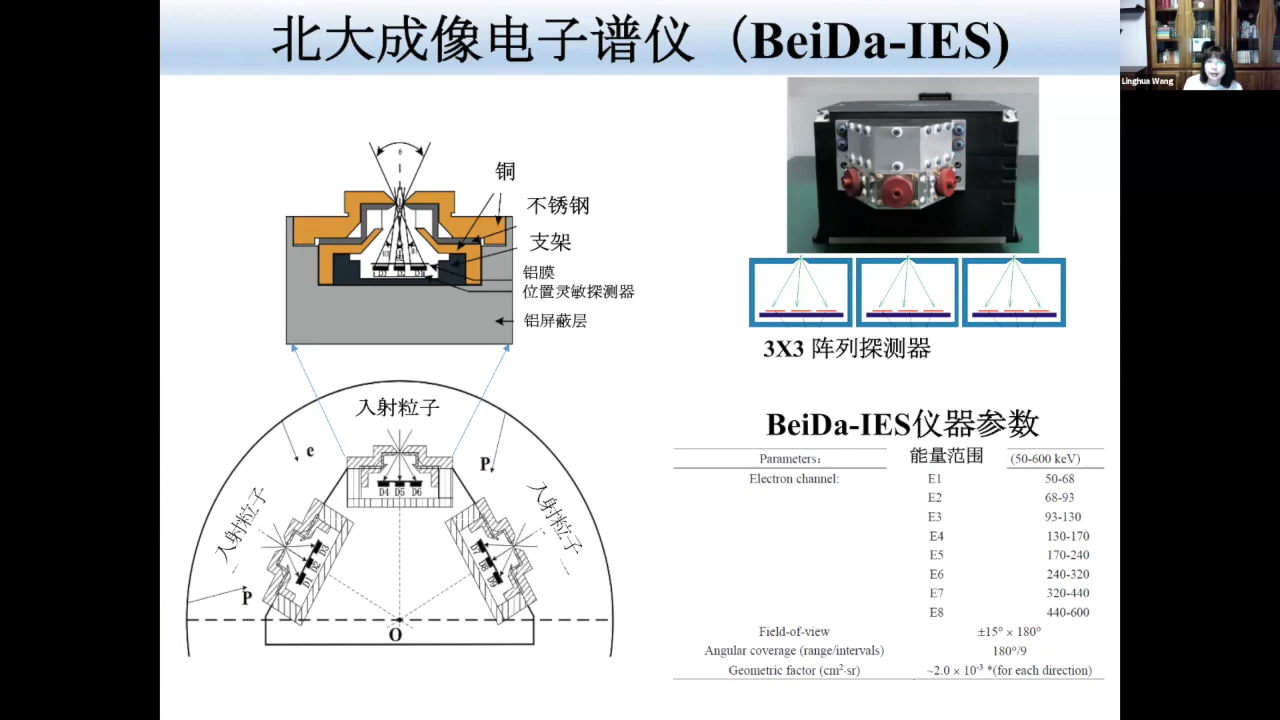 北大成像电子谱仪（BeiDa-IES)
Linghua Wang
θ
铜
不锈钢
支架
铝膜
位置灵敏探测器
铝屏蔽层
3X3 阵列探测器
入射粒子
e
P
D4 D5 D6
入射粒子
入射粒子
D1 D2 D3
D7 D8 D9
P
O
BeiDa-IES仪器参数
Parameters: 能量范围 (50-600 keV)
Electron channel: E1 50-68
E2 68-93
E3 93-130
E4 130-170
E5 170-240
E6 240-320
E7 320-440
E8 440-600
Field-of-view ±15° × 180°
Angular coverage (range/intervals) 180°/9
Geometric factor (cm²·sr) ~2.0 × 10⁻³ *(for each direction)